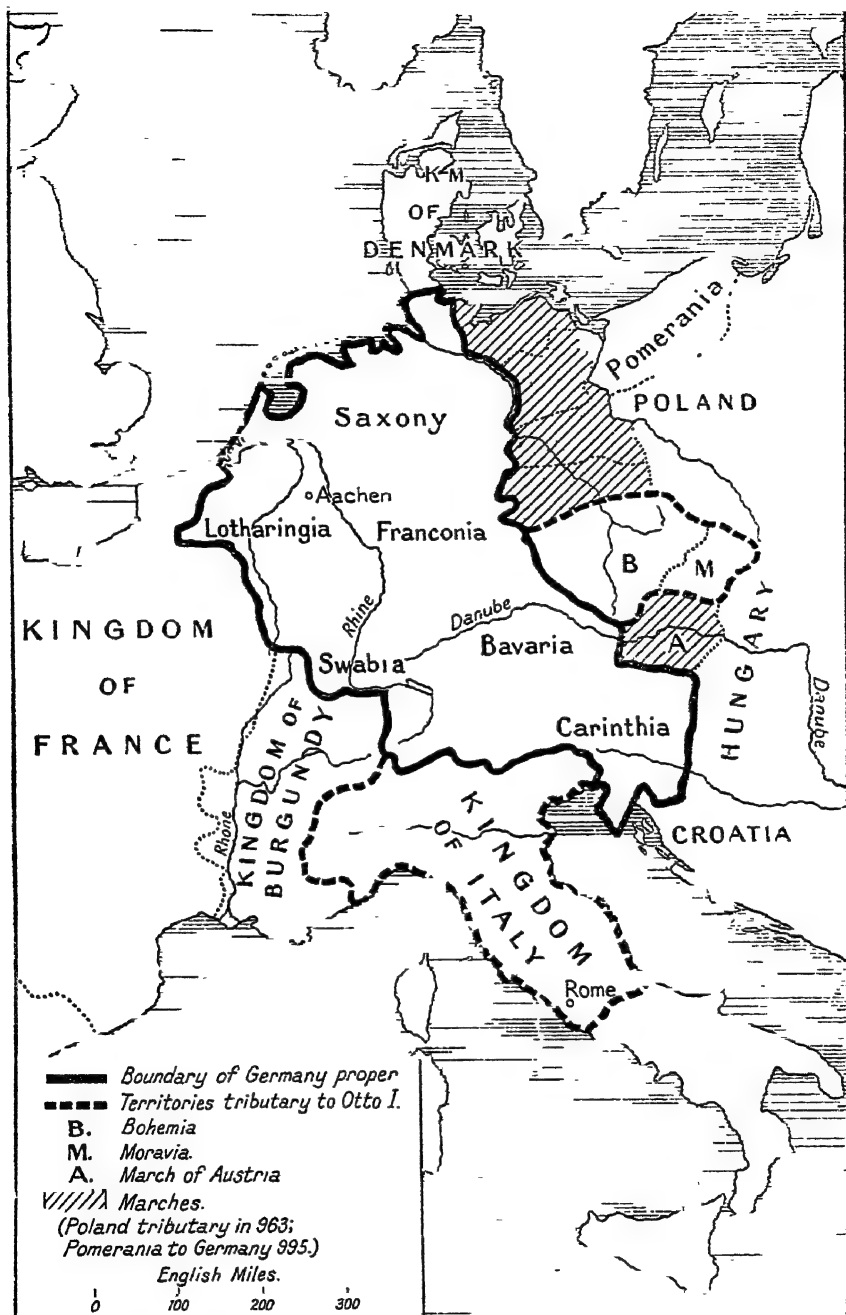 KM
OF
DENMARK
Pomerania
POLAND
Saxony
Aachen
Lotharingia
Franconia
B
M
KINGDOM
OF
FRANCE
Rhine
Danube
Swabia
Bavaria
A
HUNGARY
Danube
Carinthia
KINGDOM OF
BURGUNDY
Rhone
KINGDOM
OF ITALY
CROATIA
Rome
Boundary of Germany proper
Territories tributary to Otto I.
B. Bohemia
M. Moravia.
A. March of Austria
Marches.
(Poland tributary in 963;
Pomerania to Germany 995.)
English Miles.
0 100 200 300